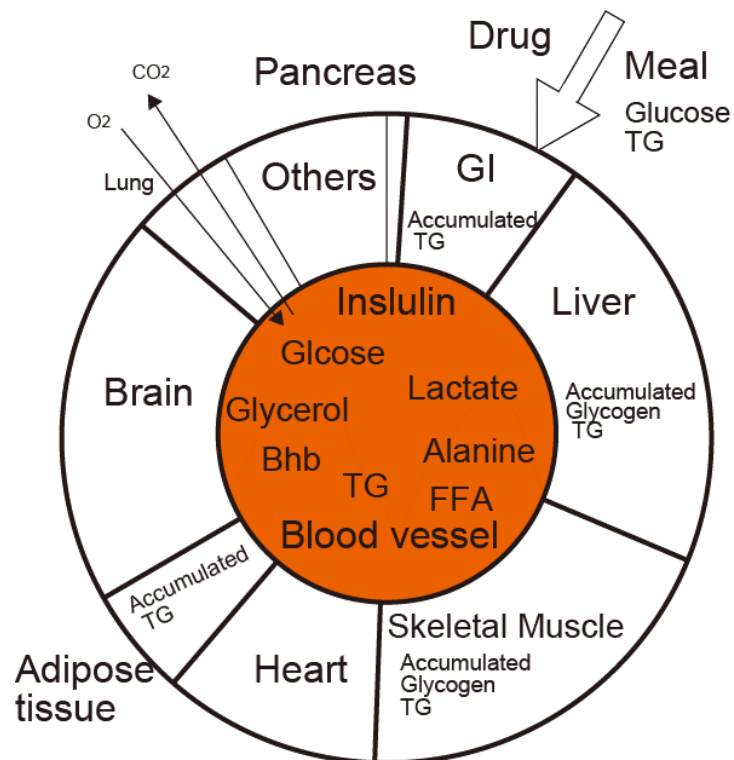 Drug
CO2
Pancreas
Meal
Glucose
TG
O2
Lung
Others
GI
Accumulated
TG
Inslulin
Liver
Glcose
Brain
Lactate
Accumulated
Glycogen
TG
Glycerol
Bhb
Alanine
TG
FFA
Blood vessel
Accumulated
TG
Skeletal Muscle
Accumulated
Glycogen
TG
Heart
Adipose
tissue